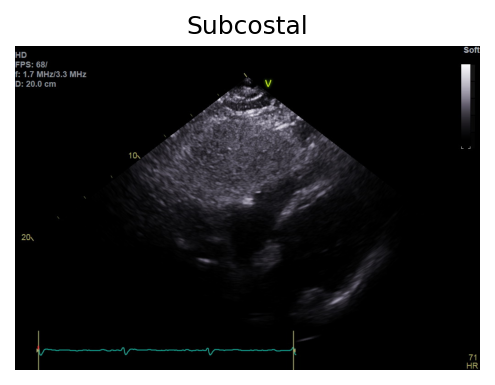 Subcostal
HD
FPS: 68/
f: 1.7 MHz/3.3 MHz
D: 20.0 cm
Soft
V
10
20
71
HR